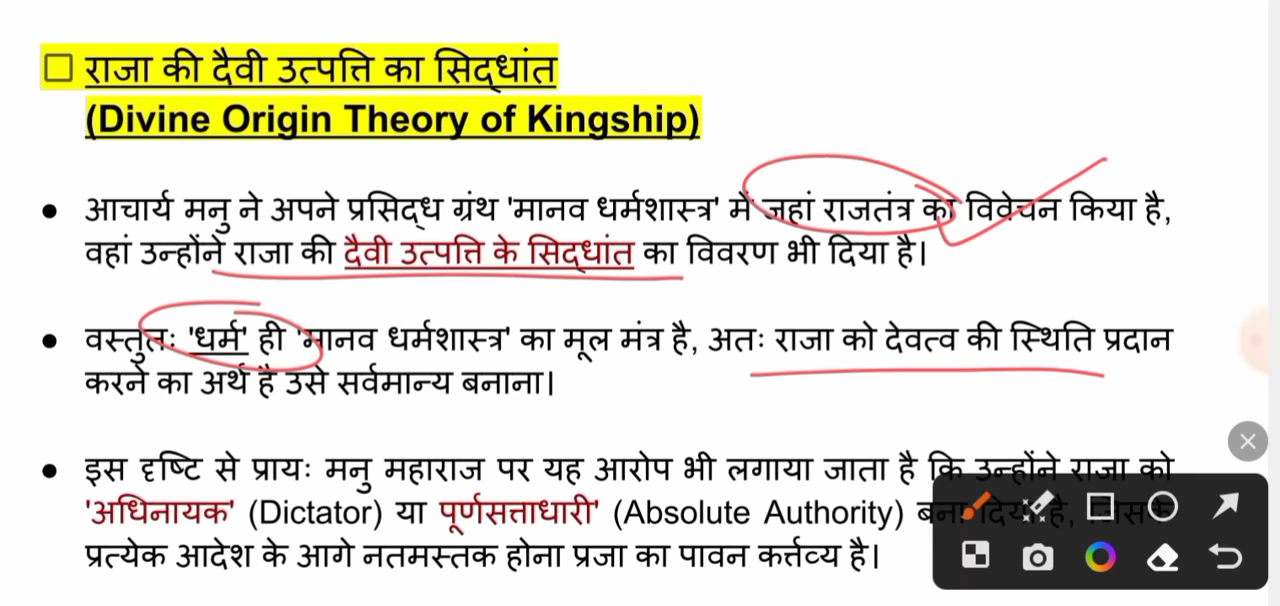 राजा की दैवी उत्पत्ति का सिद्धांत
(Divine Origin Theory of Kingship)
● आचार्य मनु ने अपने प्रसिद्ध ग्रंथ 'मानव धर्मशास्त्र' में जहां राजतंत्र का विवेचन किया है,
वहां उन्होंने राजा की दैवी उत्पत्ति के सिद्धांत का विवरण भी दिया है।
● वस्तुतः 'धर्म' ही 'मानव धर्मशास्त्र' का मूल मंत्र है, अतः राजा को देवत्व की स्थिति प्रदान
करने का अर्थ है उसे सर्वमान्य बनाना।
● इस दृष्टि से प्रायः मनु महाराज पर यह आरोप भी लगाया जाता है कि उन्होंने राजा को
'अधिनायक' (Dictator) या पूर्णसत्ताधारी' (Absolute Authority) बना दिया है,
प्रत्येक आदेश के आगे नतमस्तक होना प्रजा का पावन कर्त्तव्य है।